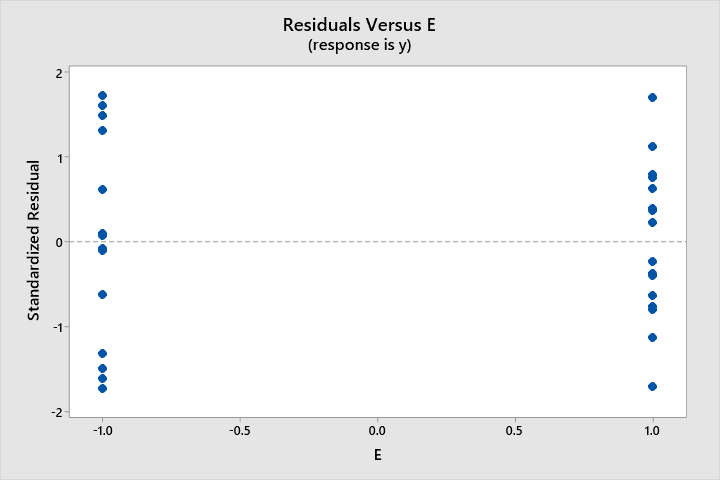 Residuals Versus E
(response is y)
2
1
0
-1
-2
Standardized Residual
-1.0 -0.5 0.0 0.5 1.0
E